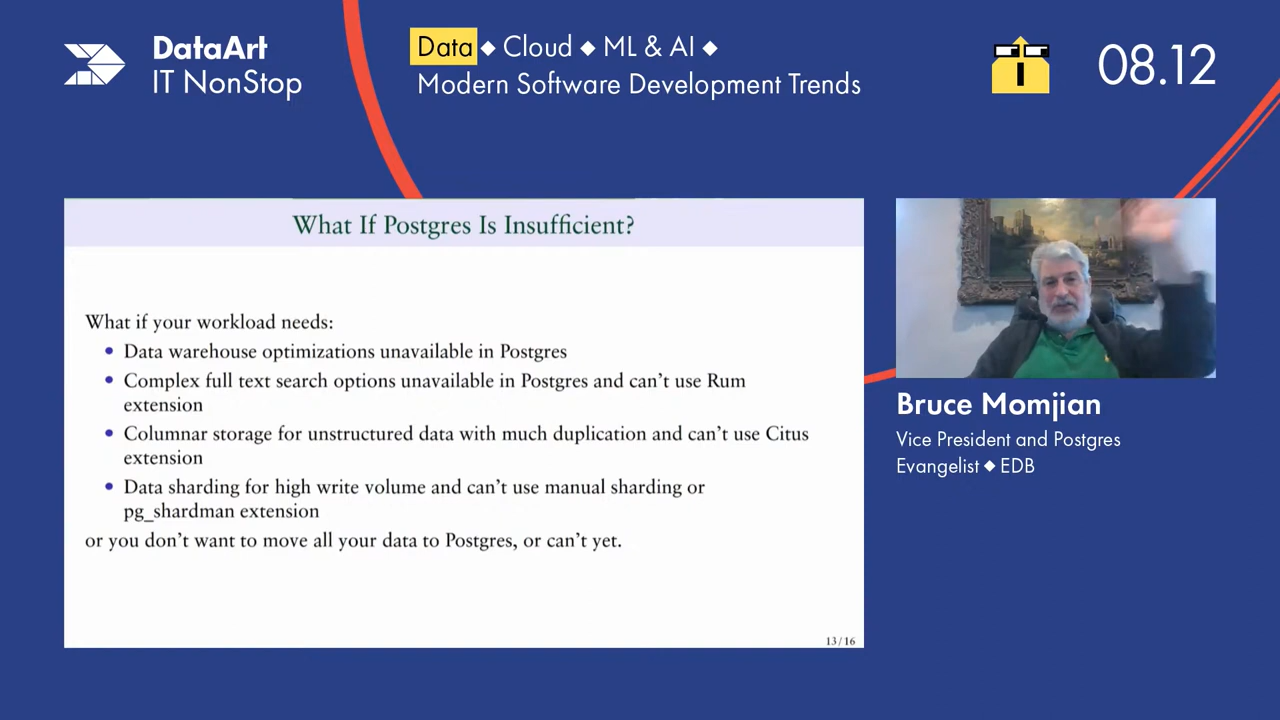 DataArt
IT NonStop
Data ◆ Cloud ◆ ML & AI ◆
Modern Software Development Trends
08.12
What If Postgres Is Insufficient?
What if your workload needs:
• Data warehouse optimizations unavailable in Postgres
• Complex full text search options unavailable in Postgres and can't use Rum
extension
• Columnar storage for unstructured data with much duplication and can't use Citus
extension
• Data sharding for high write volume and can't use manual sharding or
pg_shardman extension
or you don't want to move all your data to Postgres, or can't yet.
13/16
Bruce Momjian
Vice President and Postgres
Evangelist ◆ EDB